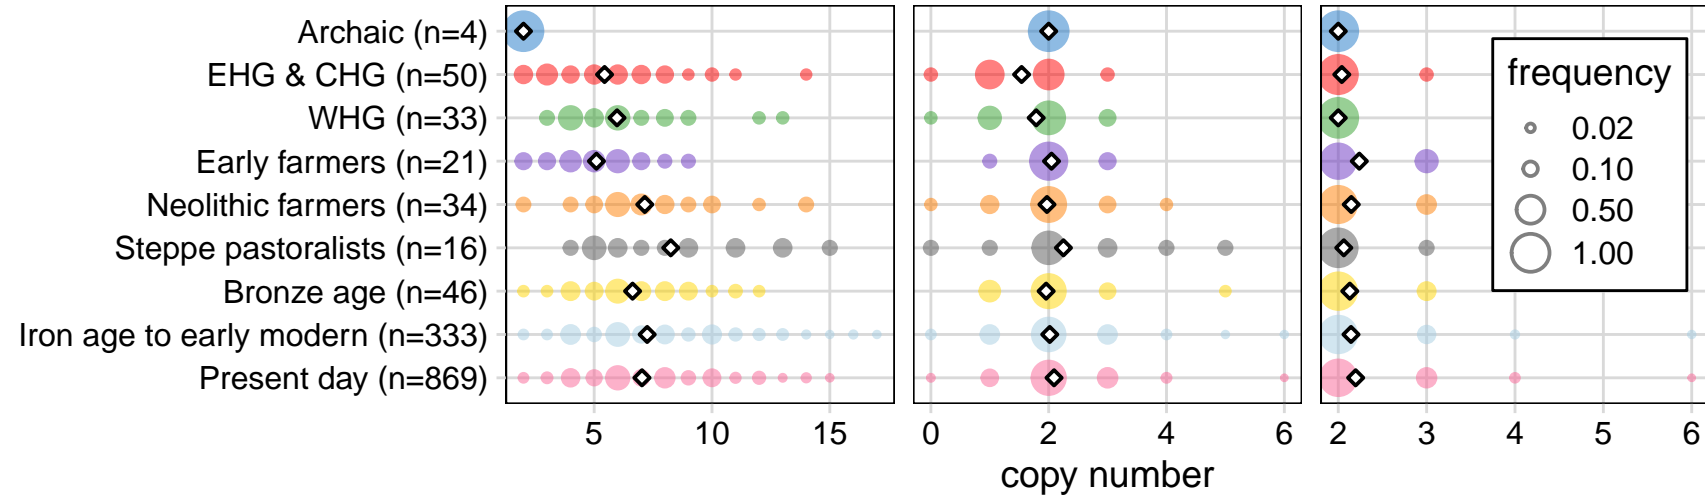 Archaic (n=4)
EHG & CHG (n=50)
WHG (n=33)
Early farmers (n=21)
Neolithic farmers (n=34)
Steppe pastoralists (n=16)
Bronze age (n=46)
Iron age to early modern (n=333)
Present day (n=869)
5 10 15
0 2 4 6
2 3 4 5 6
copy number
frequency
0.02
0.10
0.50
1.00